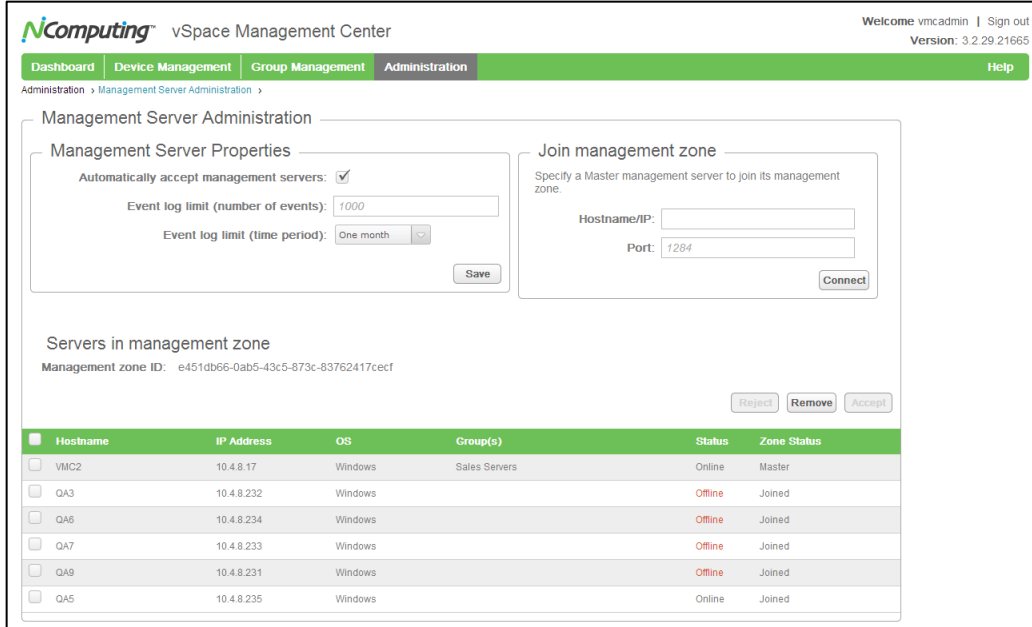 NComputing™ vSpace Management Center
Welcome vmcadmin | Sign out
Version: 3.2.29.21665
Dashboard Device Management Group Management Administration Help
Administration › Management Server Administration ›
Management Server Administration
Management Server Properties
Automatically accept management servers:
Event log limit (number of events): 1000
Event log limit (time period): One month
Save
Join management zone
Specify a Master management server to join its management
zone.
Hostname/IP:
Port: 1284
Connect
Servers in management zone
Management zone ID: e451db66-0ab5-43c5-873c-83762417cecf
Reject Remove Accept
Hostname IP Address OS Group(s) Status Zone Status
VMC2 10.4.8.17 Windows Sales Servers Online Master
QA3 10.4.8.232 Windows Offline Joined
QA6 10.4.8.234 Windows Offline Joined
QA7 10.4.8.233 Windows Offline Joined
QA9 10.4.8.231 Windows Offline Joined
QA5 10.4.8.235 Windows Online Joined